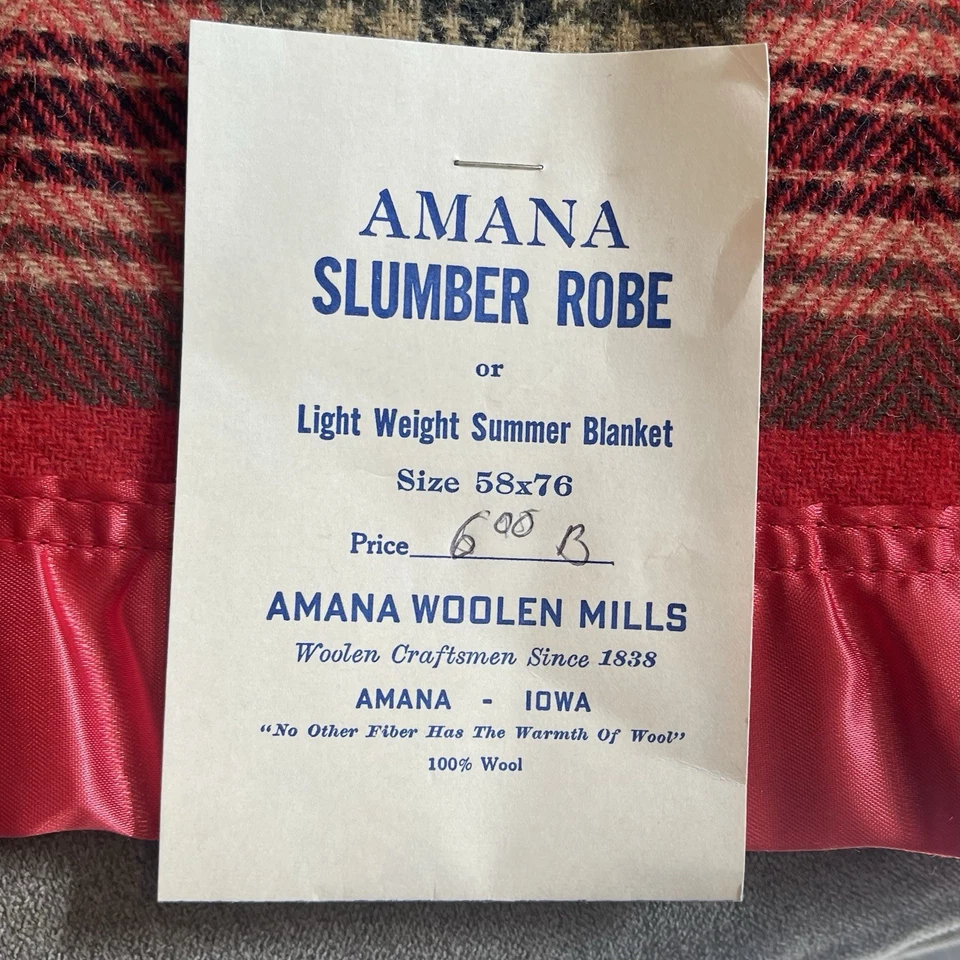 AMANA
SLUMBER ROBE
or
Light Weight Summer Blanket
Size 58x76
Price 6 00 B
AMANA WOOLEN MILLS
Woolen Craftsmen Since 1838
AMANA - IOWA
“No Other Fiber Has The Warmth Of Wool”
100% Wool